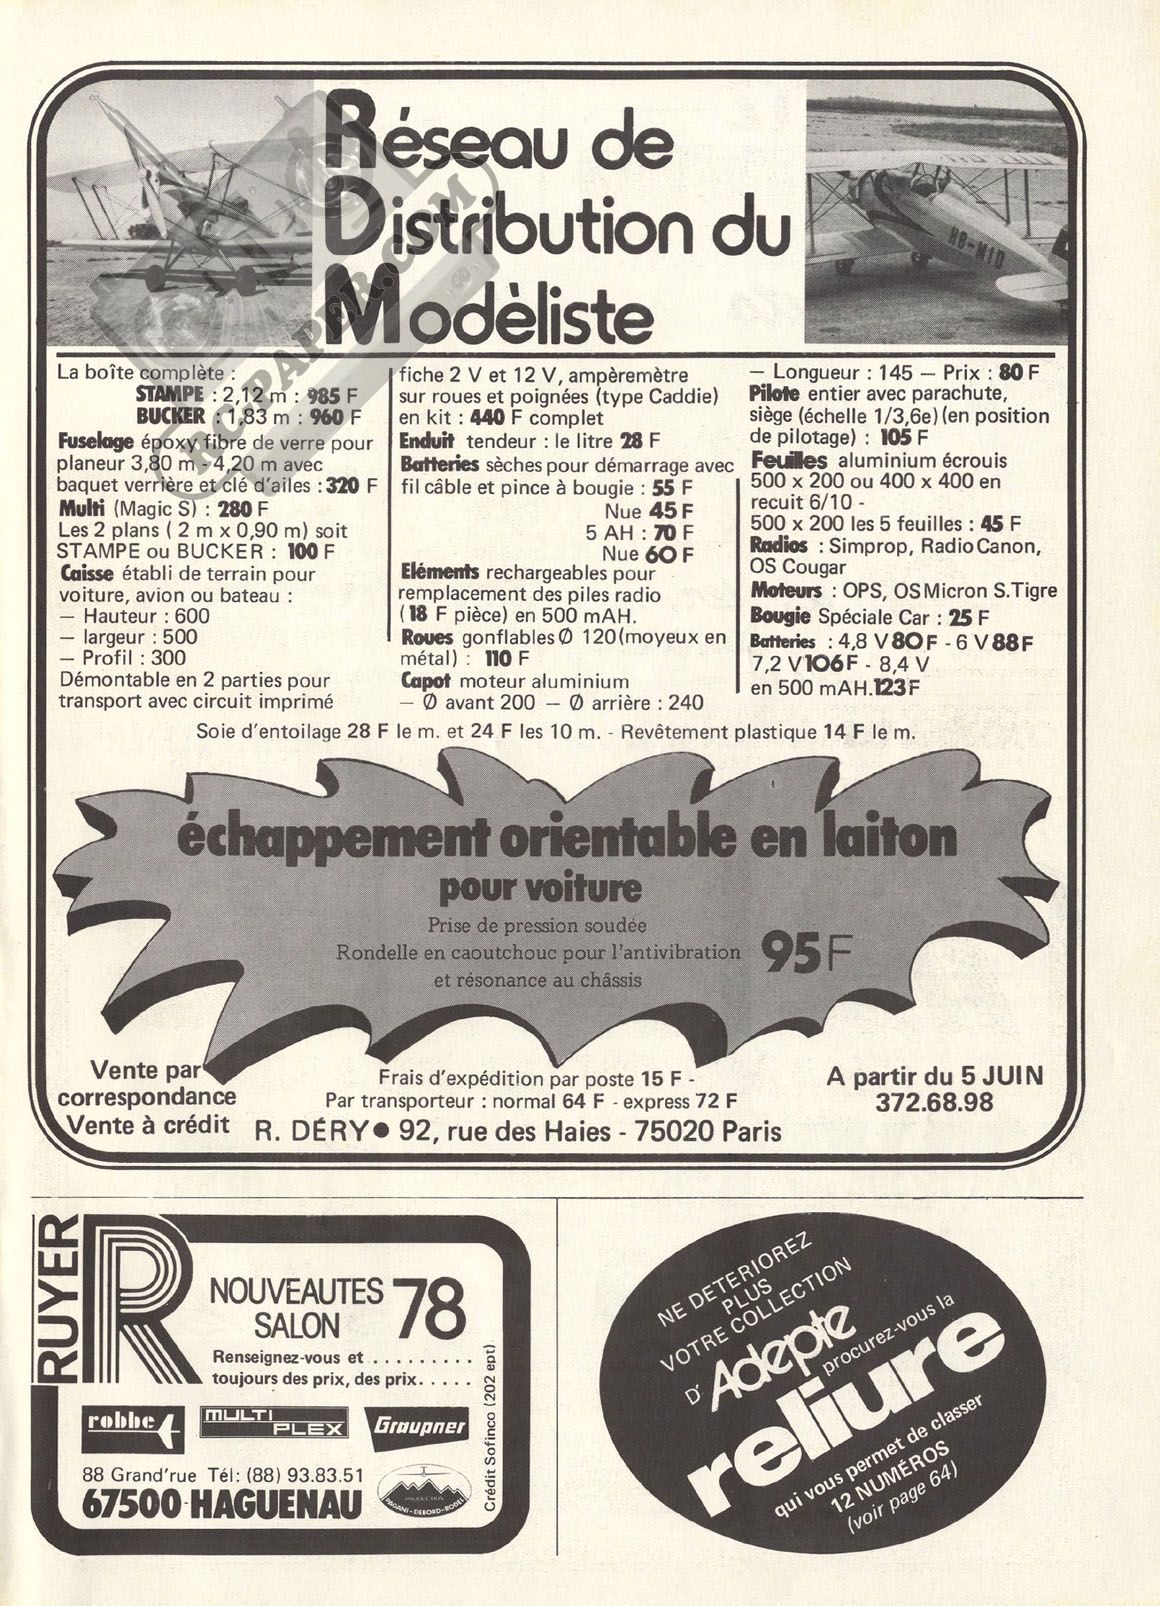 Réseau de
Distribution du
Modèliste
HB-MID
RCPAPER.COM
La boîte complète :
STAMPE : 2,12 m : 985 F
BUCKER : 1,83 m : 960 F
Fuselage époxy fibre de verre pour
planeur 3,80 m - 4,20 m avec
baquet verrière et clé d'ailes : 320 F
Multi (Magic S) : 280 F
Les 2 plans ( 2 m x 0,90 m) soit
STAMPE ou BUCKER : 100 F
Caisse établi de terrain pour
voiture, avion ou bateau :
— Hauteur : 600
— largeur : 500
— Profil : 300
Démontable en 2 parties pour
transport avec circuit imprimé
fiche 2 V et 12 V, ampèremètre
sur roues et poignées (type Caddie)
en kit : 440 F complet
Enduit tendeur : le litre 28 F
Batteries sèches pour démarrage avec
fil câble et pince à bougie : 55 F
Nue 45 F
5 AH : 70 F
Nue 60 F
Eléments rechargeables pour
remplacement des piles radio
(18 F pièce) en 500 mAH.
Roues gonflables Ø 120 (moyeux en
métal) : 110 F
Capot moteur aluminium
— Ø avant 200 — Ø arrière : 240
— Longueur : 145 — Prix : 80 F
Pilote entier avec parachute,
siège (échelle 1/3,6e) (en position
de pilotage) : 105 F
Feuilles aluminium écrouis
500 x 200 ou 400 x 400 en
recuit 6/10 -
500 x 200 les 5 feuilles : 45 F
Radios : Simprop, Radio Canon,
OS Cougar
Moteurs : OPS, OS Micron S.Tigre
Bougie Spéciale Car : 25 F
Batteries : 4,8 V 80 F - 6 V 88 F
7,2 V 106 F - 8,4 V
en 500 mAH. 123 F
Soie d'entoilage 28 F le m. et 24 F les 10 m. - Revêtement plastique 14 F le m.
échappement orientable en laiton
pour voiture
Prise de pression soudée
Rondelle en caoutchouc pour l'antivibration
et résonance au châssis
95 F
Vente par
correspondance
Vente à crédit
Frais d'expédition par poste 15 F -
Par transporteur : normal 64 F - express 72 F
R. DÉRY • 92, rue des Haies - 75020 Paris
A partir du 5 JUIN
372.68.98
RUYER
R
NOUVEAUTES
SALON
78
Renseignez-vous et . . . . . . . . .
toujours des prix, des prix. . . . .
robbe
MULTI
PLEX
Graupner
88 Grand'rue Tél: (88) 93.83.51
67500 HAGUENAU
PRODUCTION
PAGANI-DEBORD-RODEL
Crédit Sofinco (202 ept)
NE DETERIOREZ
PLUS
VOTRE COLLECTION
D' Adepte
procurez-vous la
reliure
qui vous permet de classer
12 NUMÉROS
(voir page 64)